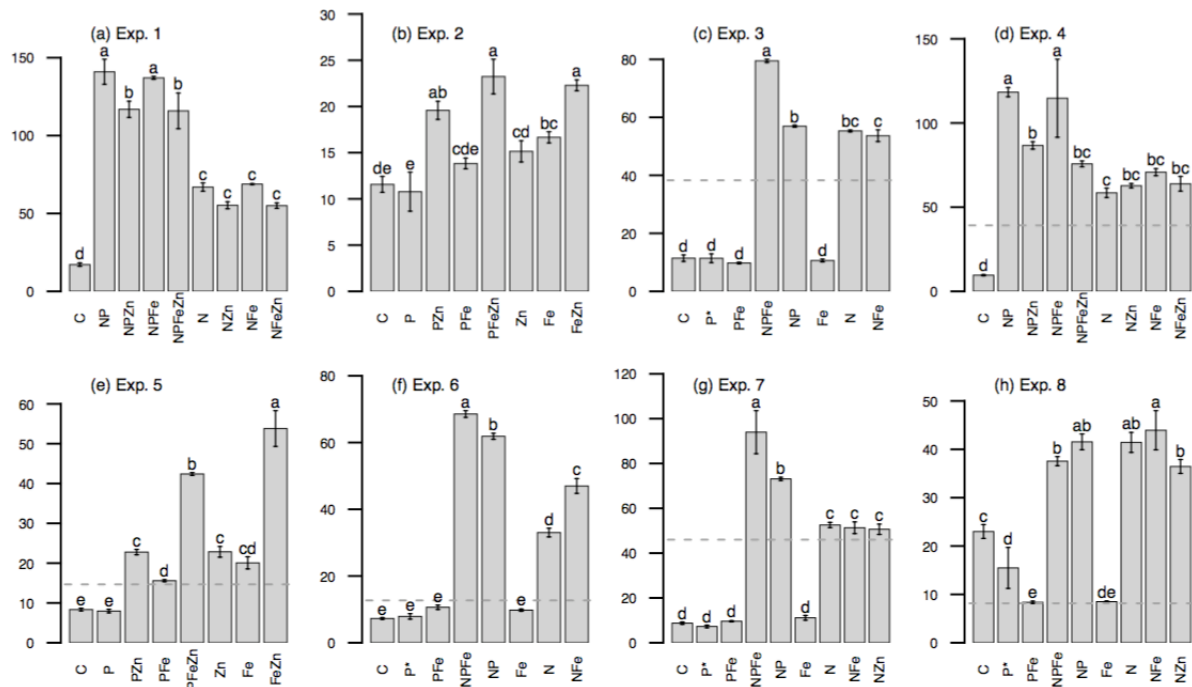 (a) Exp. 1
150
100
50
0
a
b
a
b
c
c
c
c
d
C
NP
NPZn
NPFe
NPFeZn
N
NZn
NFe
NFeZn
(b) Exp. 2
30
25
20
15
10
5
0
de
e
ab
cde
a
cd
bc
a
C
P
PZn
PFe
PFeZn
Zn
Fe
FeZn
(c) Exp. 3
80
60
40
20
0
d
d
d
a
b
d
bc
c
C
P*
PFe
NPFe
NP
Fe
N
NFe
(d) Exp. 4
150
100
50
0
d
a
b
a
bc
c
bc
bc
bc
C
NP
NPZn
NPFe
NPFeZn
N
NZn
NFe
NFeZn
(e) Exp. 5
60
50
40
30
20
10
0
e
e
c
d
b
c
cd
a
C
P
PZn
PFe
PFeZn
Zn
Fe
FeZn
(f) Exp. 6
80
60
40
20
0
e
e
e
a
b
e
d
c
C
P*
PFe
NPFe
NP
Fe
N
NFe
(g) Exp. 7
120
100
80
60
40
20
0
d
d
d
a
b
d
c
c
c
C
P*
PFe
NPFe
NP
Fe
N
NFe
NZn
(h) Exp. 8
50
40
30
20
10
0
c
d
e
b
ab
de
ab
a
b
C
P*
PFe
NPFe
NP
Fe
N
NFe
NZn